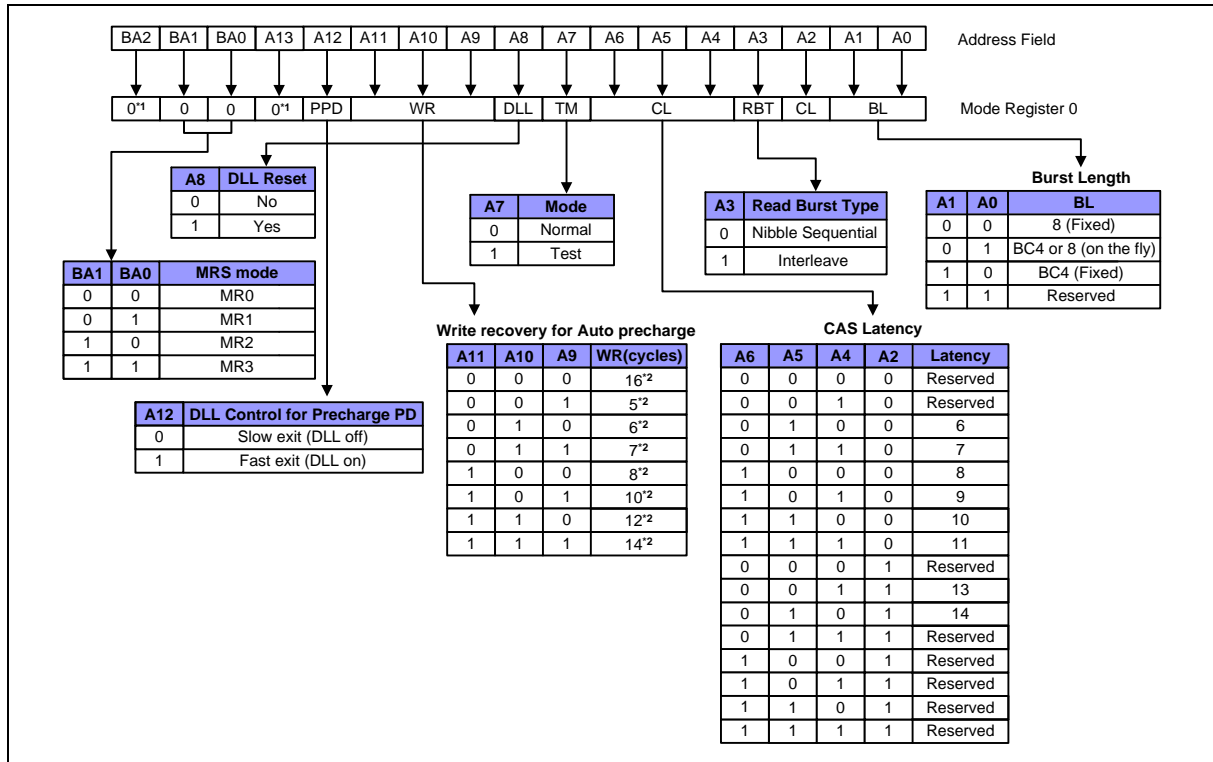 BA2 BA1 BA0 A13 A12 A11 A10 A9 A8 A7 A6 A5 A4 A3 A2 A1 A0 Address Field
0*1 0 0 0*1 PPD WR DLL TM CL RBT CL BL Mode Register 0
A8 DLL Reset
0 No
1 Yes
A7 Mode
0 Normal
1 Test
A3 Read Burst Type
0 Nibble Sequential
1 Interleave
Burst Length
A1 A0 BL
0 0 8 (Fixed)
0 1 BC4 or 8 (on the fly)
1 0 BC4 (Fixed)
1 1 Reserved
BA1 BA0 MRS mode
0 0 MR0
0 1 MR1
1 0 MR2
1 1 MR3
A12 DLL Control for Precharge PD
0 Slow exit (DLL off)
1 Fast exit (DLL on)
Write recovery for Auto precharge
A11 A10 A9 WR(cycles)
0 0 0 16*2
0 0 1 5*2
0 1 0 6*2
0 1 1 7*2
1 0 0 8*2
1 0 1 10*2
1 1 0 12*2
1 1 1 14*2
CAS Latency
A6 A5 A4 A2 Latency
0 0 0 0 Reserved
0 0 1 0 Reserved
0 1 0 0 6
0 1 1 0 7
1 0 0 0 8
1 0 1 0 9
1 1 0 0 10
1 1 1 0 11
0 0 0 1 Reserved
0 0 1 1 13
0 1 0 1 14
0 1 1 1 Reserved
1 0 0 1 Reserved
1 0 1 1 Reserved
1 1 0 1 Reserved
1 1 1 1 Reserved